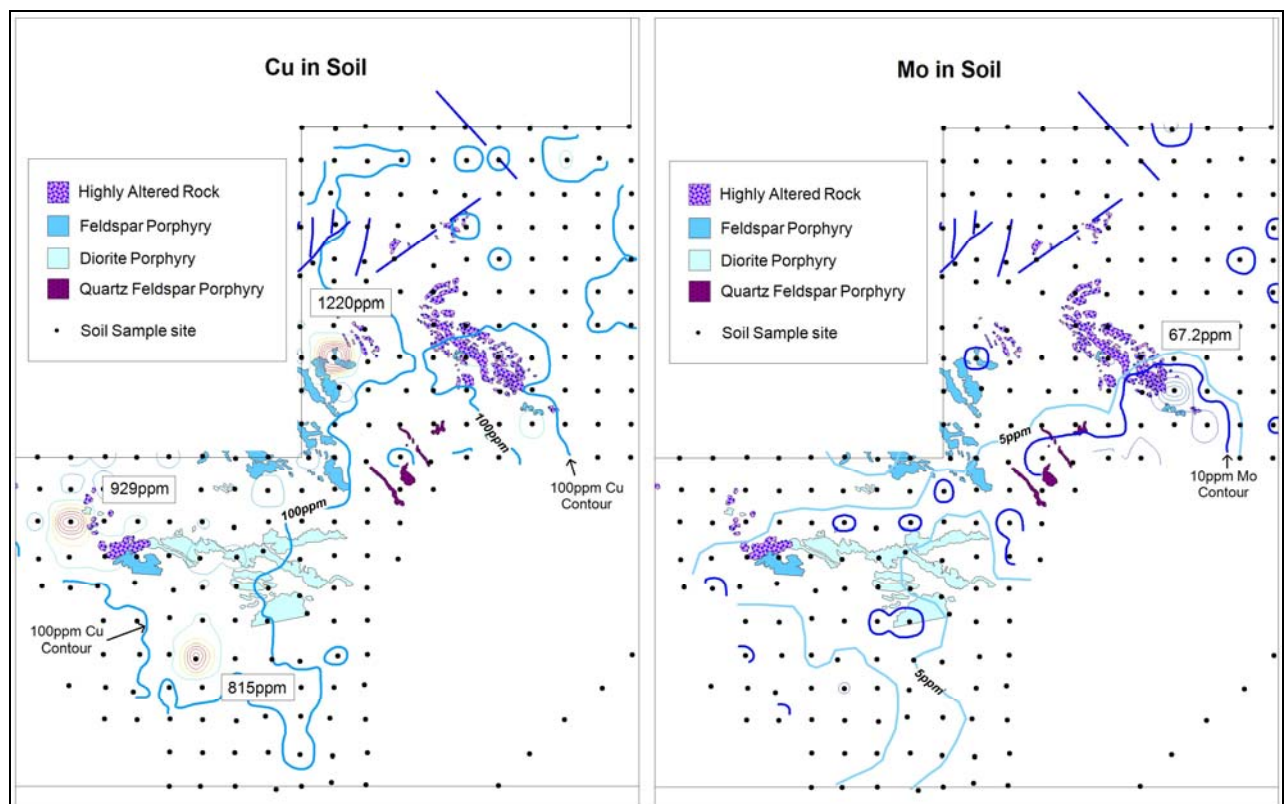 Cu in Soil
Highly Altered Rock
Feldspar Porphyry
Diorite Porphyry
Quartz Feldspar Porphyry
Soil Sample site
1220ppm
100ppm
100ppm Cu
Contour
929ppm
100ppm
100ppm Cu
Contour
815ppm
Mo in Soil
Highly Altered Rock
Feldspar Porphyry
Diorite Porphyry
Quartz Feldspar Porphyry
Soil Sample site
67.2ppm
5ppm
10ppm Mo
Contour
5ppm